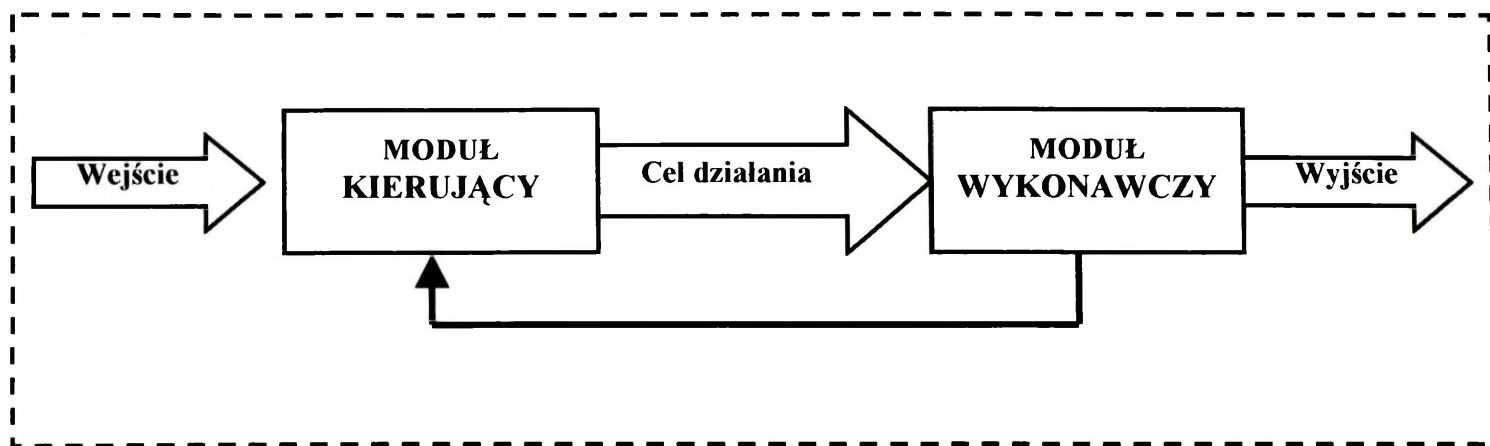 Wejście
MODUŁ
KIERUJĄCY
Cel działania
MODUŁ
WYKONAWCZY
Wyjście